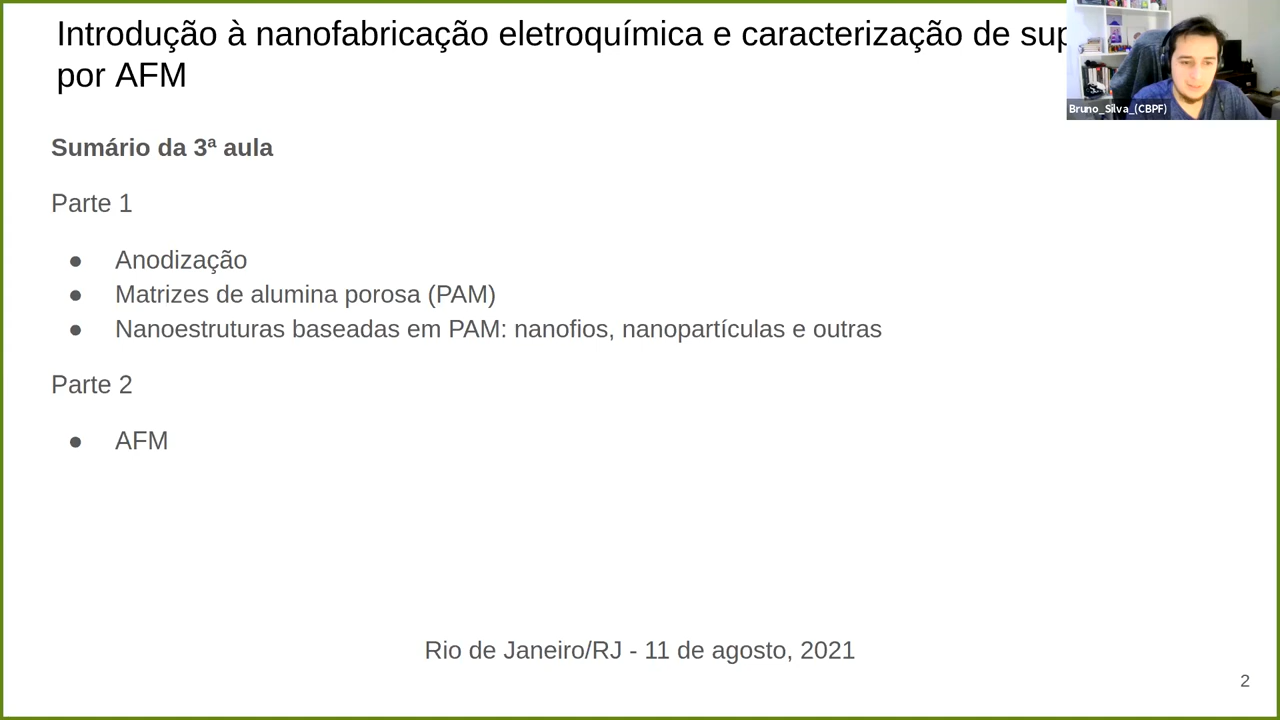 Introdução à nanofabricação eletroquímica e caracterização de
por AFM
Bruno_Silva_(CBPF)
Sumário da 3ª aula
Parte 1
● Anodização
● Matrizes de alumina porosa (PAM)
● Nanoestruturas baseadas em PAM: nanofios, nanopartículas e outras
Parte 2
● AFM
Rio de Janeiro/RJ - 11 de agosto, 2021
2